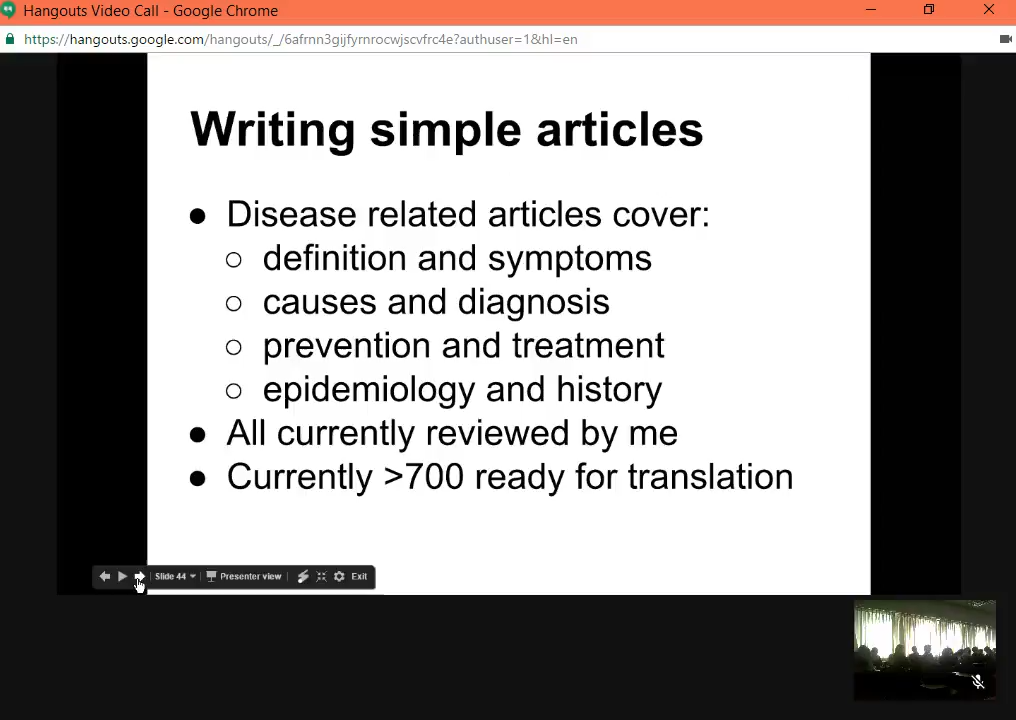 Hangouts Video Call - Google Chrome
https://hangouts.google.com/hangouts/_/6afrnn3gijfyrnrocwjscvfrc4e?authuser=1&hl=en
Writing simple articles
● Disease related articles cover:
○ definition and symptoms
○ causes and diagnosis
○ prevention and treatment
○ epidemiology and history
● All currently reviewed by me
● Currently >700 ready for translation
Slide 44 Presenter view Exit